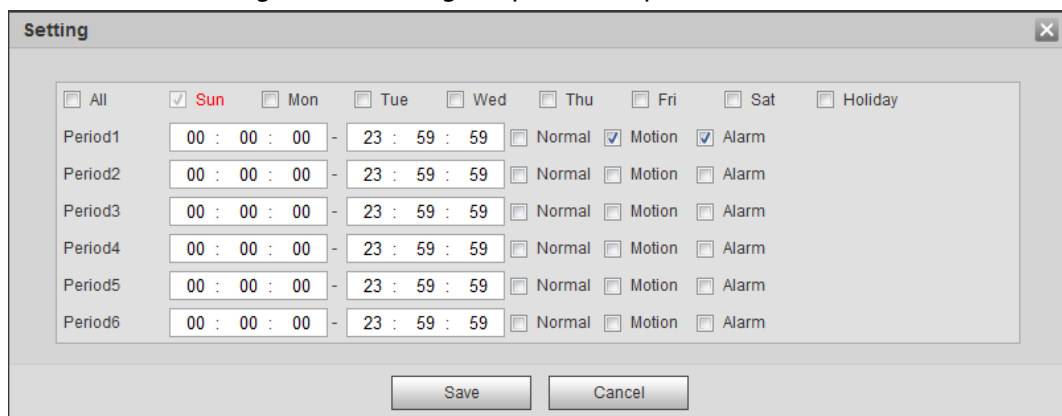 Setting
All Sun Mon Tue Wed Thu Fri Sat Holiday
Period1 00 : 00 : 00 - 23 : 59 : 59 Normal Motion Alarm
Period2 00 : 00 : 00 - 23 : 59 : 59 Normal Motion Alarm
Period3 00 : 00 : 00 - 23 : 59 : 59 Normal Motion Alarm
Period4 00 : 00 : 00 - 23 : 59 : 59 Normal Motion Alarm
Period5 00 : 00 : 00 - 23 : 59 : 59 Normal Motion Alarm
Period6 00 : 00 : 00 - 23 : 59 : 59 Normal Motion Alarm
Save Cancel